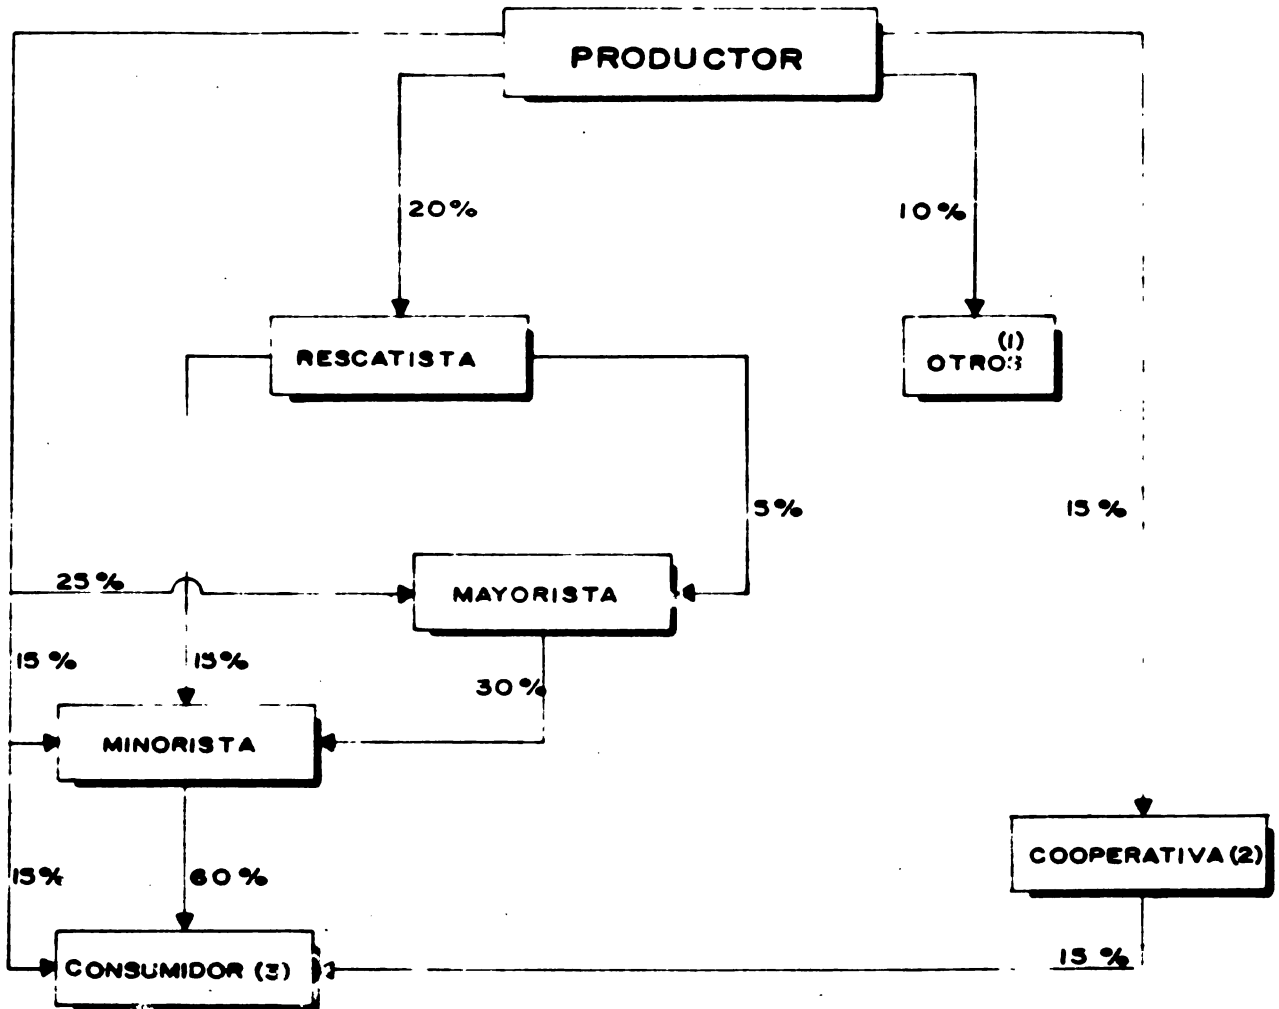 PRODUCTOR
20%
10%
RESCATISTA
(1)
OTROS
5%
15%
25%
MAYORISTA
15%
15%
30%
MINORISTA
15%
60%
COOPERATIVA (2)
CONSUMIDOR (3)
15%